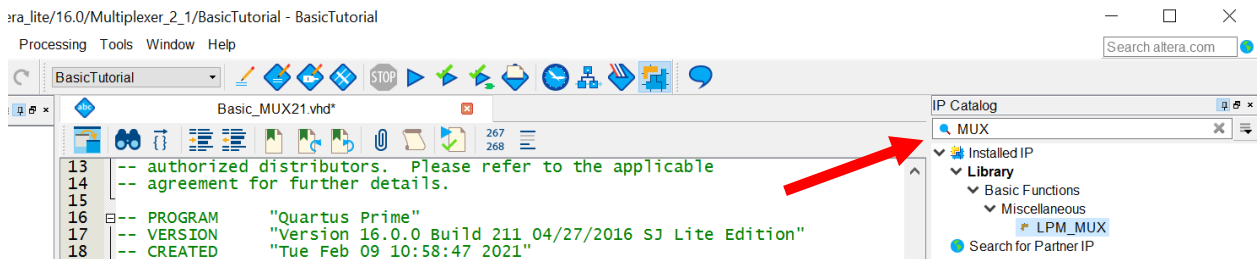 era_lite/16.0/Multiplexer_2_1/BasicTutorial - BasicTutorial
Processing Tools Window Help
Search altera.com
BasicTutorial
STOP
abc
Basic_MUX21.vhd*
IP Catalog
267
268
MUX
Installed IP
Library
Basic Functions
Miscellaneous
LPM_MUX
Search for Partner IP
13 -- authorized distributors.  Please refer to the applicable
14 -- agreement for further details.
15
16 -- PROGRAM "Quartus Prime"
17 -- VERSION "Version 16.0.0 Build 211 04/27/2016 SJ Lite Edition"
18 -- CREATED "Tue Feb 09 10:58:47 2021"